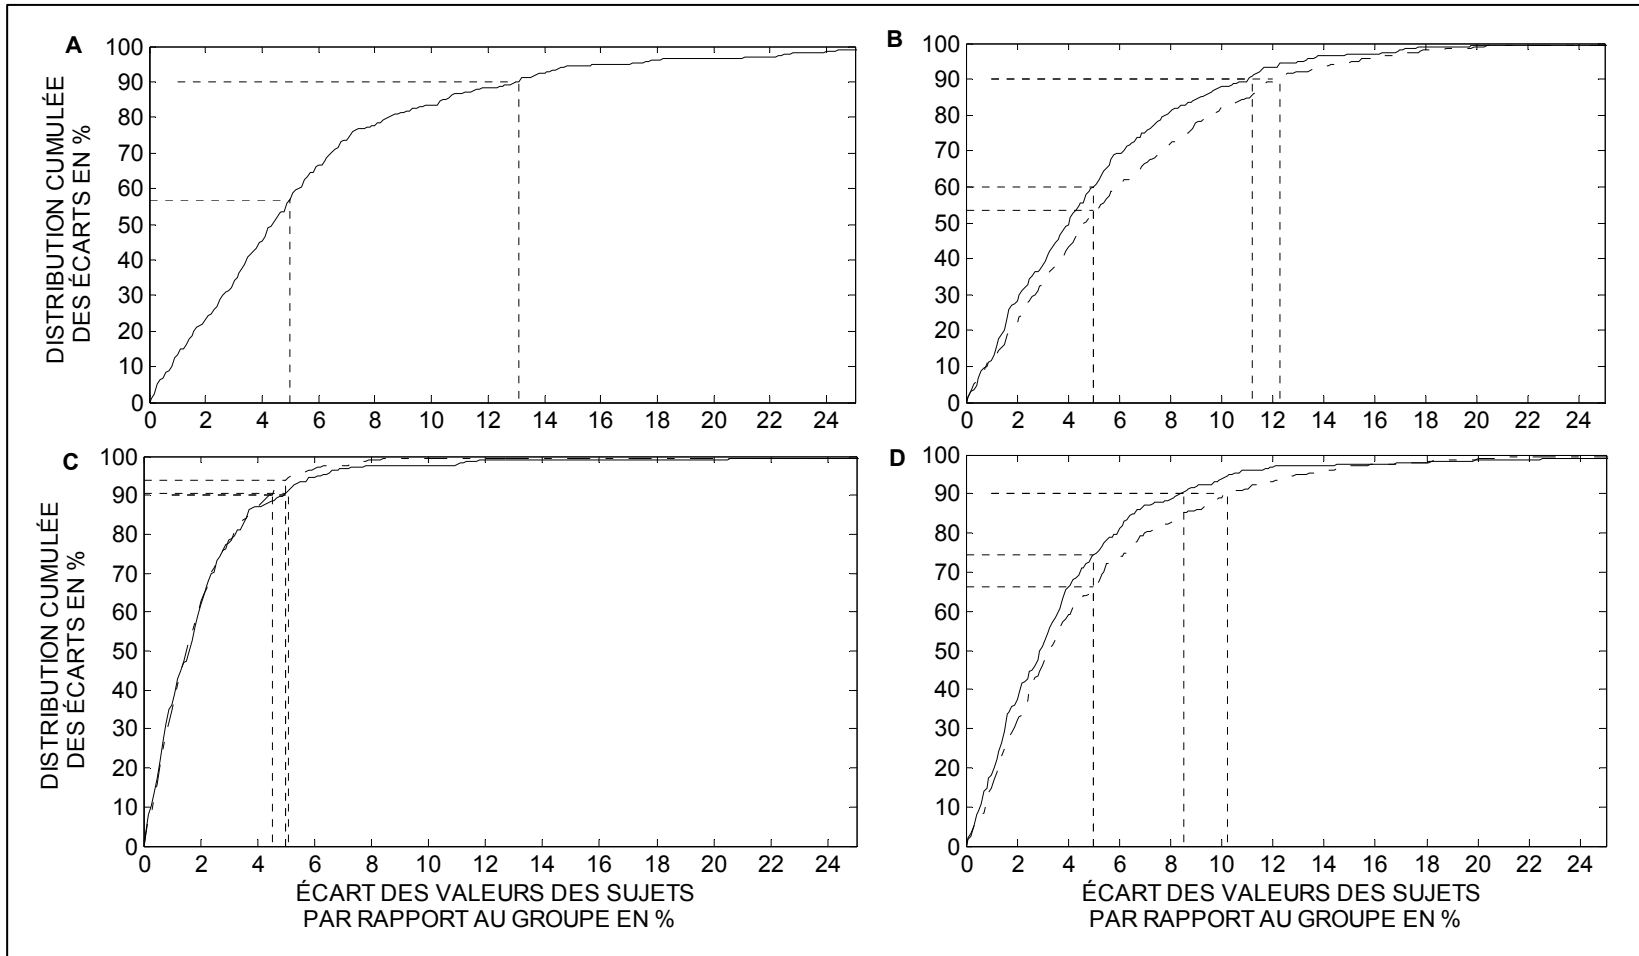 A
DISTRIBUTION CUMULÉE
DES ÉCARTS EN %
100
90
80
70
60
50
40
30
20
10
0
0 2 4 6 8 10 12 14 16 18 20 22 24
B
100
90
80
70
60
50
40
30
20
10
0
0 2 4 6 8 10 12 14 16 18 20 22 24
C
DISTRIBUTION CUMULÉE
DES ÉCARTS EN %
100
90
80
70
60
50
40
30
20
10
0
0 2 4 6 8 10 12 14 16 18 20 22 24
ÉCART DES VALEURS DES SUJETS
PAR RAPPORT AU GROUPE EN %
D
100
90
80
70
60
50
40
30
20
10
0
0 2 4 6 8 10 12 14 16 18 20 22 24
ÉCART DES VALEURS DES SUJETS
PAR RAPPORT AU GROUPE EN %